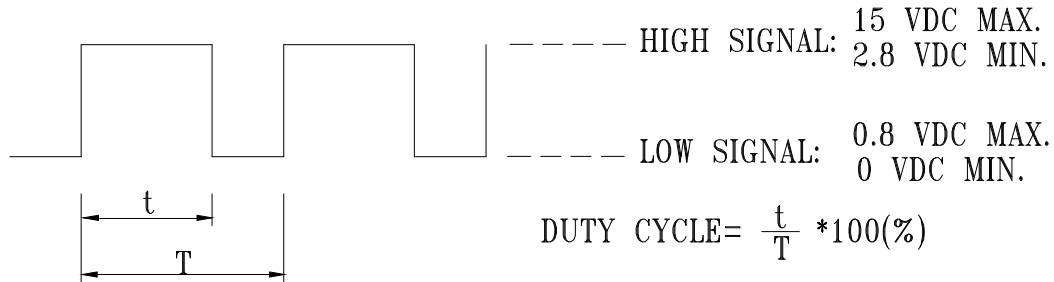 HIGH SIGNAL: 15 VDC MAX.
2.8 VDC MIN.
LOW SIGNAL: 0.8 VDC MAX.
0 VDC MIN.
t
T
DUTY CYCLE= t/T *100(%)